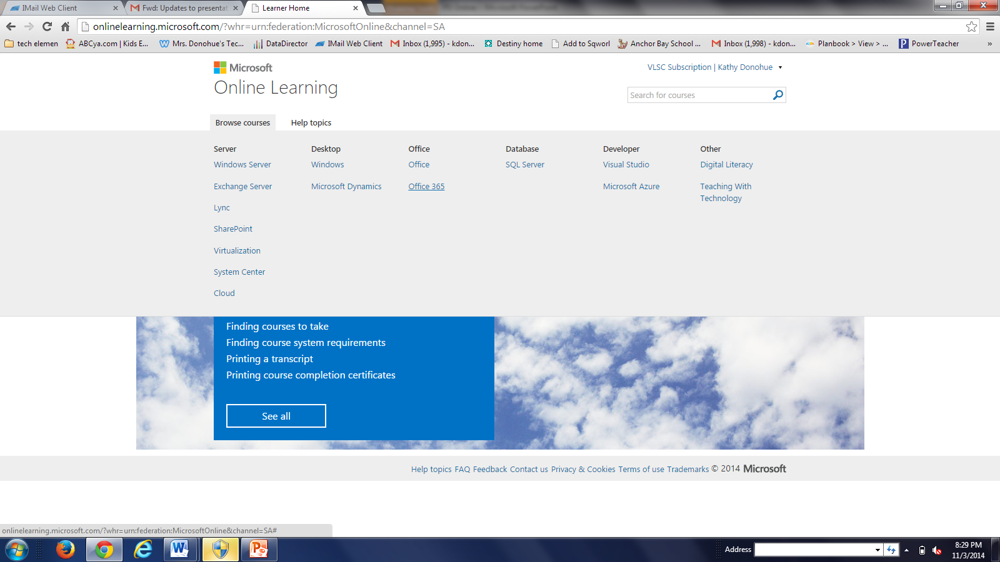 IMail Web Client
Fwd: Updates to presentat
Learner Home
onlinelearning.microsoft.com/?whr=urn:federation:MicrosoftOnline&channel=SA
tech elemen
ABCya.com | Kids E...
Mrs. Donohue's Tec...
DataDirector
IMail Web Client
Inbox (1,995) - kdon...
Destiny home
Add to Sqworl
Anchor Bay School ...
Inbox (1,998) - kdon...
Planbook > View > ...
PowerTeacher
»
Microsoft
VLSC Subscription | Kathy Donohue
Online Learning
Search for courses
Browse courses
Help topics
Server
Windows Server
Exchange Server
Lync
SharePoint
Virtualization
System Center
Cloud
Desktop
Windows
Microsoft Dynamics
Office
Office
Office 365
Database
SQL Server
Developer
Visual Studio
Microsoft Azure
Other
Digital Literacy
Teaching With
Technology
Finding courses to take
Finding course system requirements
Printing a transcript
Printing course completion certificates
See all
Help topics FAQ Feedback Contact us Privacy & Cookies Terms of use Trademarks © 2014 Microsoft
onlinelearning.microsoft.com/?whr=urn:federation:MicrosoftOnline&channel=SA#
Address
8:29 PM
11/3/2014